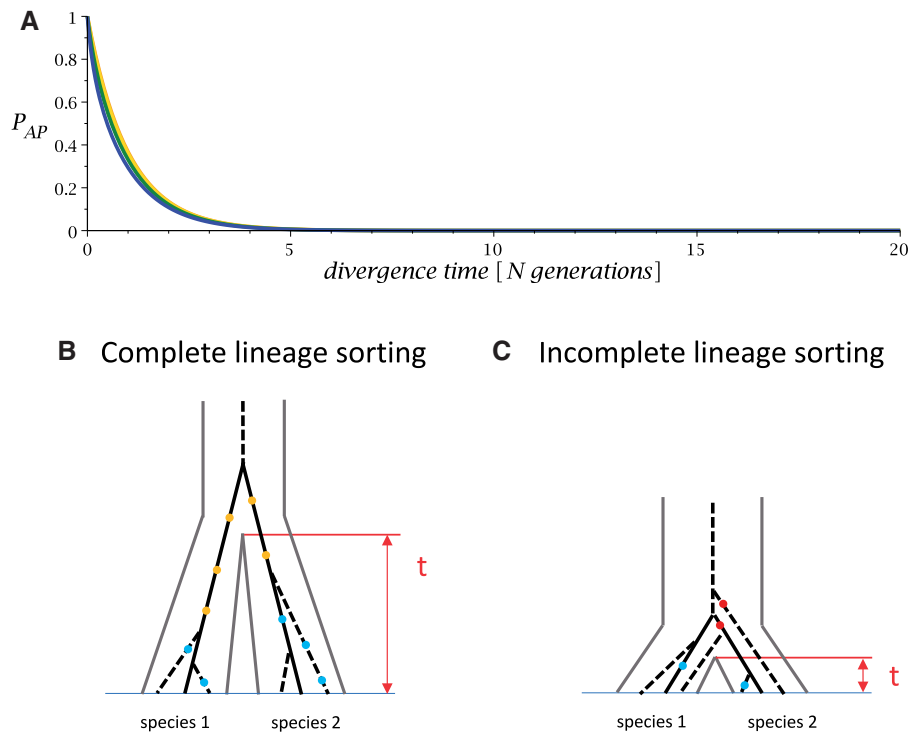 A
1
0.8
0.6
P_AP
0.4
0.2
0
0 5 10 15 20
divergence time [N generations]
B Complete lineage sorting
C Incomplete lineage sorting
t
t
species 1 species 2
species 1 species 2